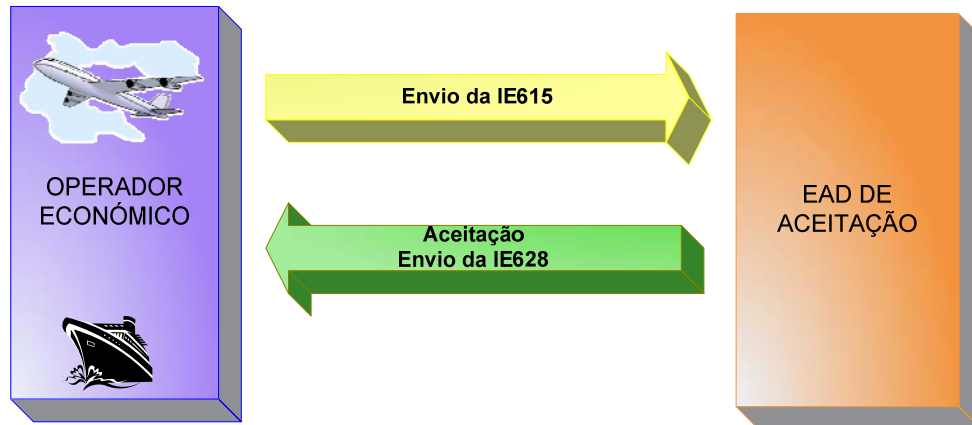 OPERADOR
ECONÓMICO
Envio da IE615
Aceitação
Envio da IE628
EAD DE
ACEITAÇÃO